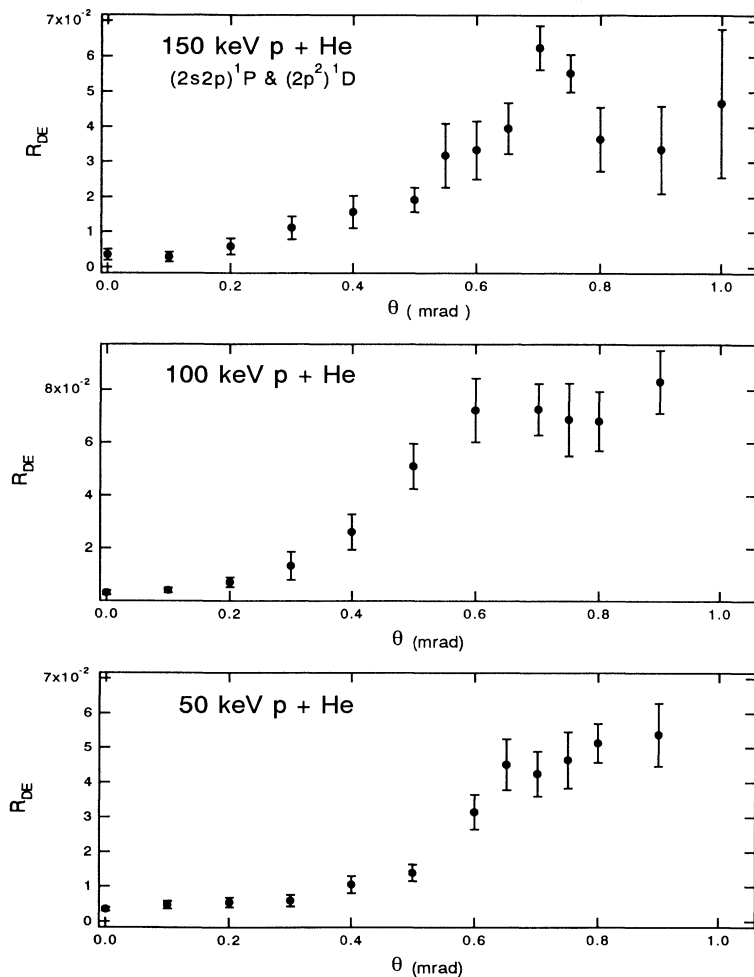 7x10⁻²
150 keV p + He
(2s2p)¹P & (2p²)¹D
6
5
4
3
2
1
0
R_DE
0.0 0.2 0.4 0.6 0.8 1.0
θ ( mrad )
100 keV p + He
8x10⁻²
6
4
2
R_DE
0.0 0.2 0.4 0.6 0.8 1.0
θ (mrad)
7x10⁻²
50 keV p + He
6
5
4
3
2
1
0
R_DE
0.0 0.2 0.4 0.6 0.8 1.0
θ (mrad)